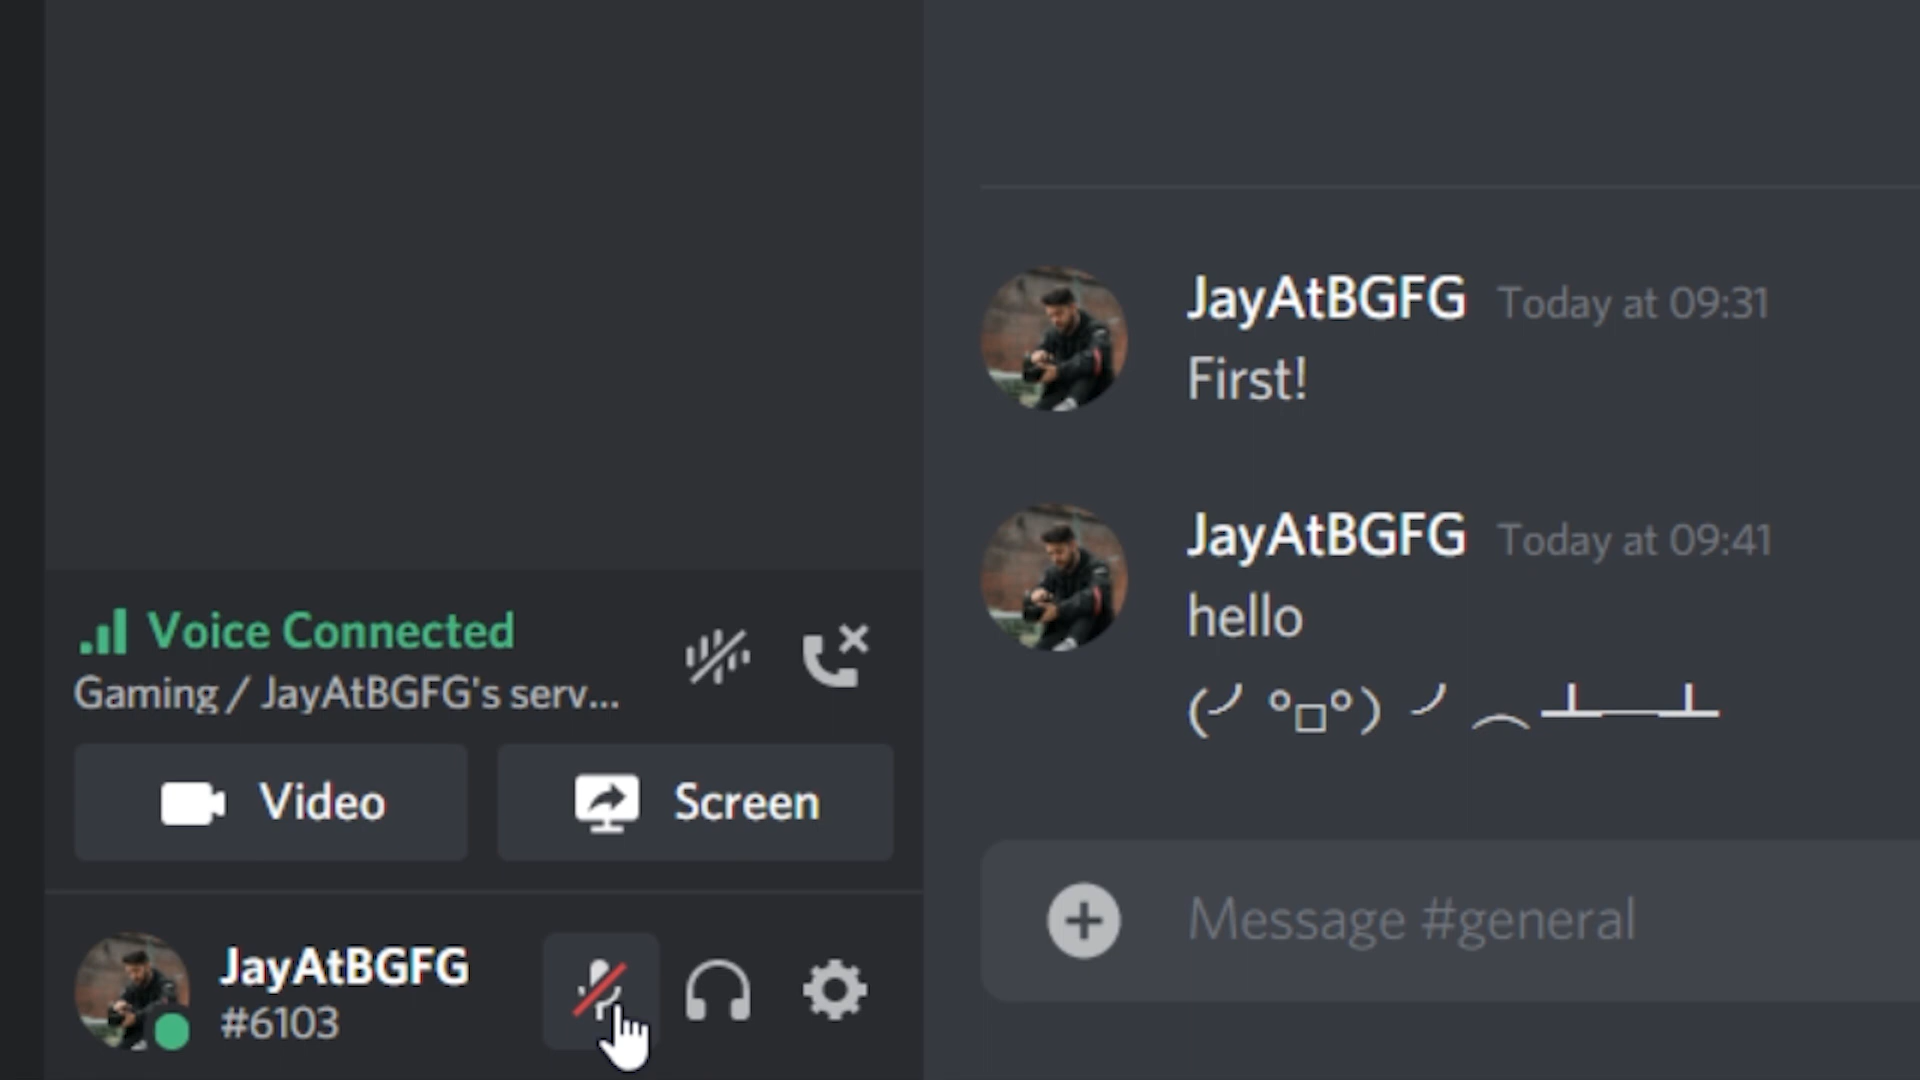 JayAtBGFG Today at 09:31
First!
JayAtBGFG Today at 09:41
hello
(╯°□°)╯︵ ┻━┻
Voice Connected
Gaming / JayAtBGFG's serv...
Video
Screen
JayAtBGFG
#6103
Message #general